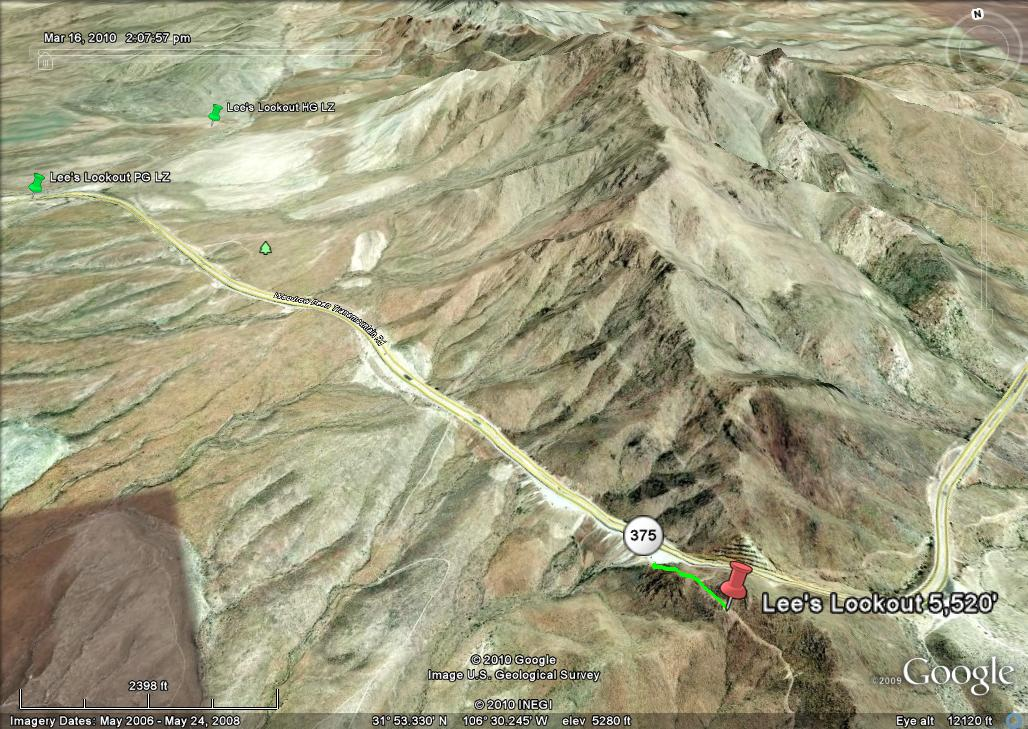 N
Mar 16, 2010 2:07:57 pm
Lee's Lookout HG LZ
Lee's Lookout PG LZ
Transmountain Rd
375
Lee's Lookout 5,520'
© 2010 Google
Image U.S. Geological Survey
© 2010 INEGI
©2009 Google
2398 ft
Imagery Dates: May 2006 - May 24, 2008
31° 53.330' N 106° 30.245' W elev 5280 ft
Eye alt 12120 ft